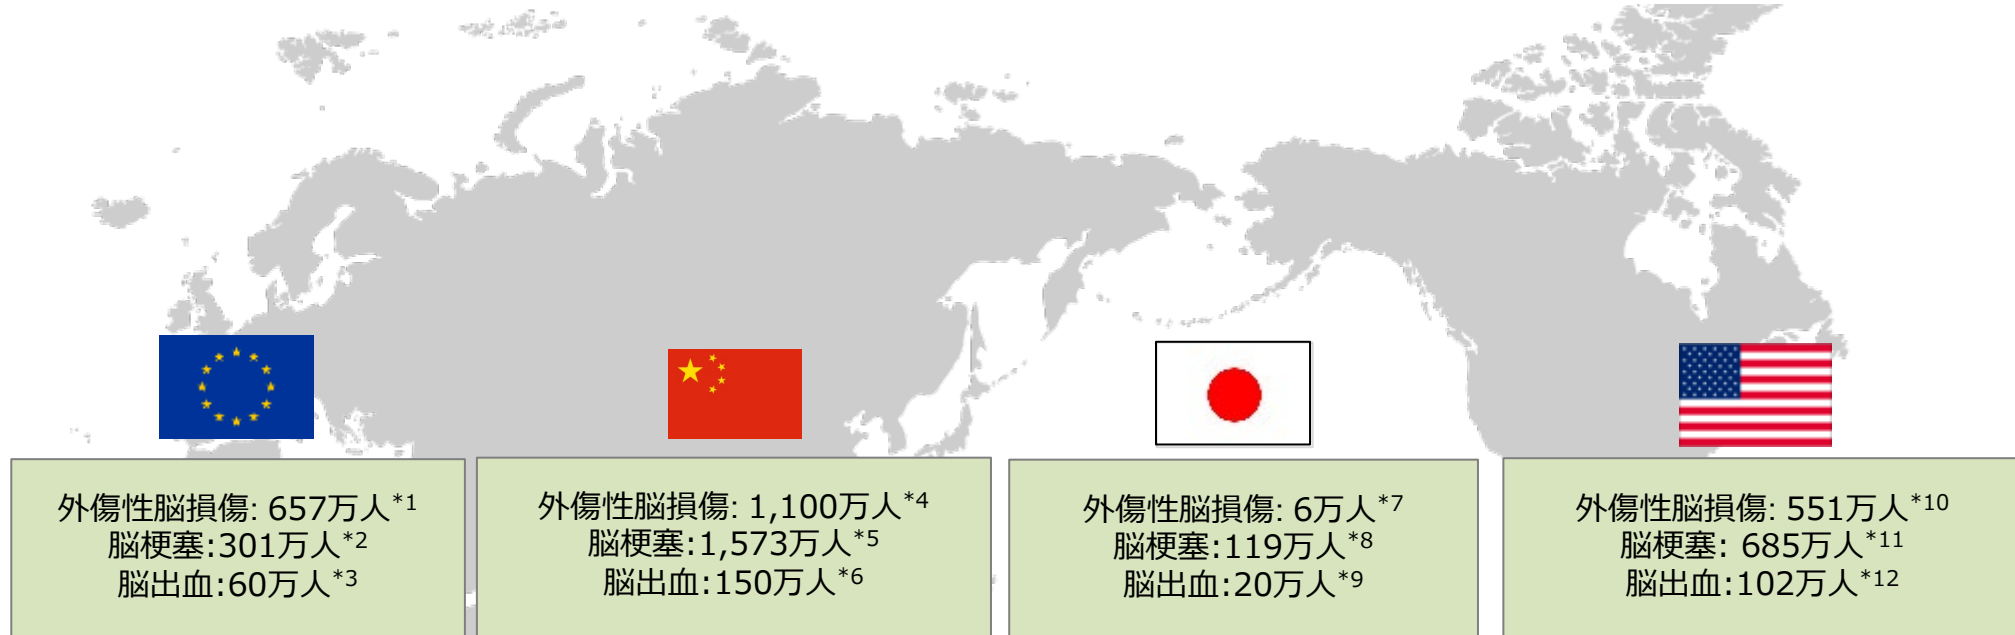 外傷性脳損傷: 657万人*1
脳梗塞:301万人*2
脳出血:60万人*3
外傷性脳損傷: 1,100万人*4
脳梗塞:1,573万人*5
脳出血:150万人*6
外傷性脳損傷: 6万人*7
脳梗塞:119万人*8
脳出血:20万人*9
外傷性脳損傷: 551万人*10
脳梗塞: 685万人*11
脳出血:102万人*12